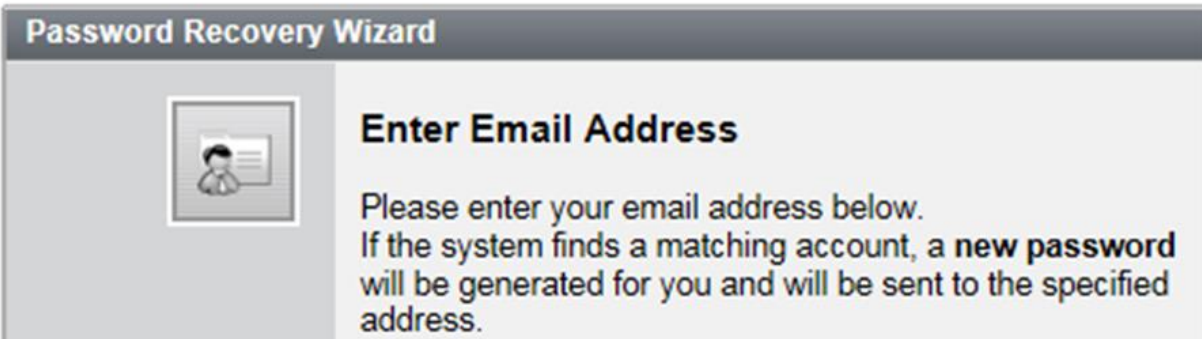 Password Recovery Wizard
Enter Email Address
Please enter your email address below.
If the system finds a matching account, a new password
will be generated for you and will be sent to the specified
address.